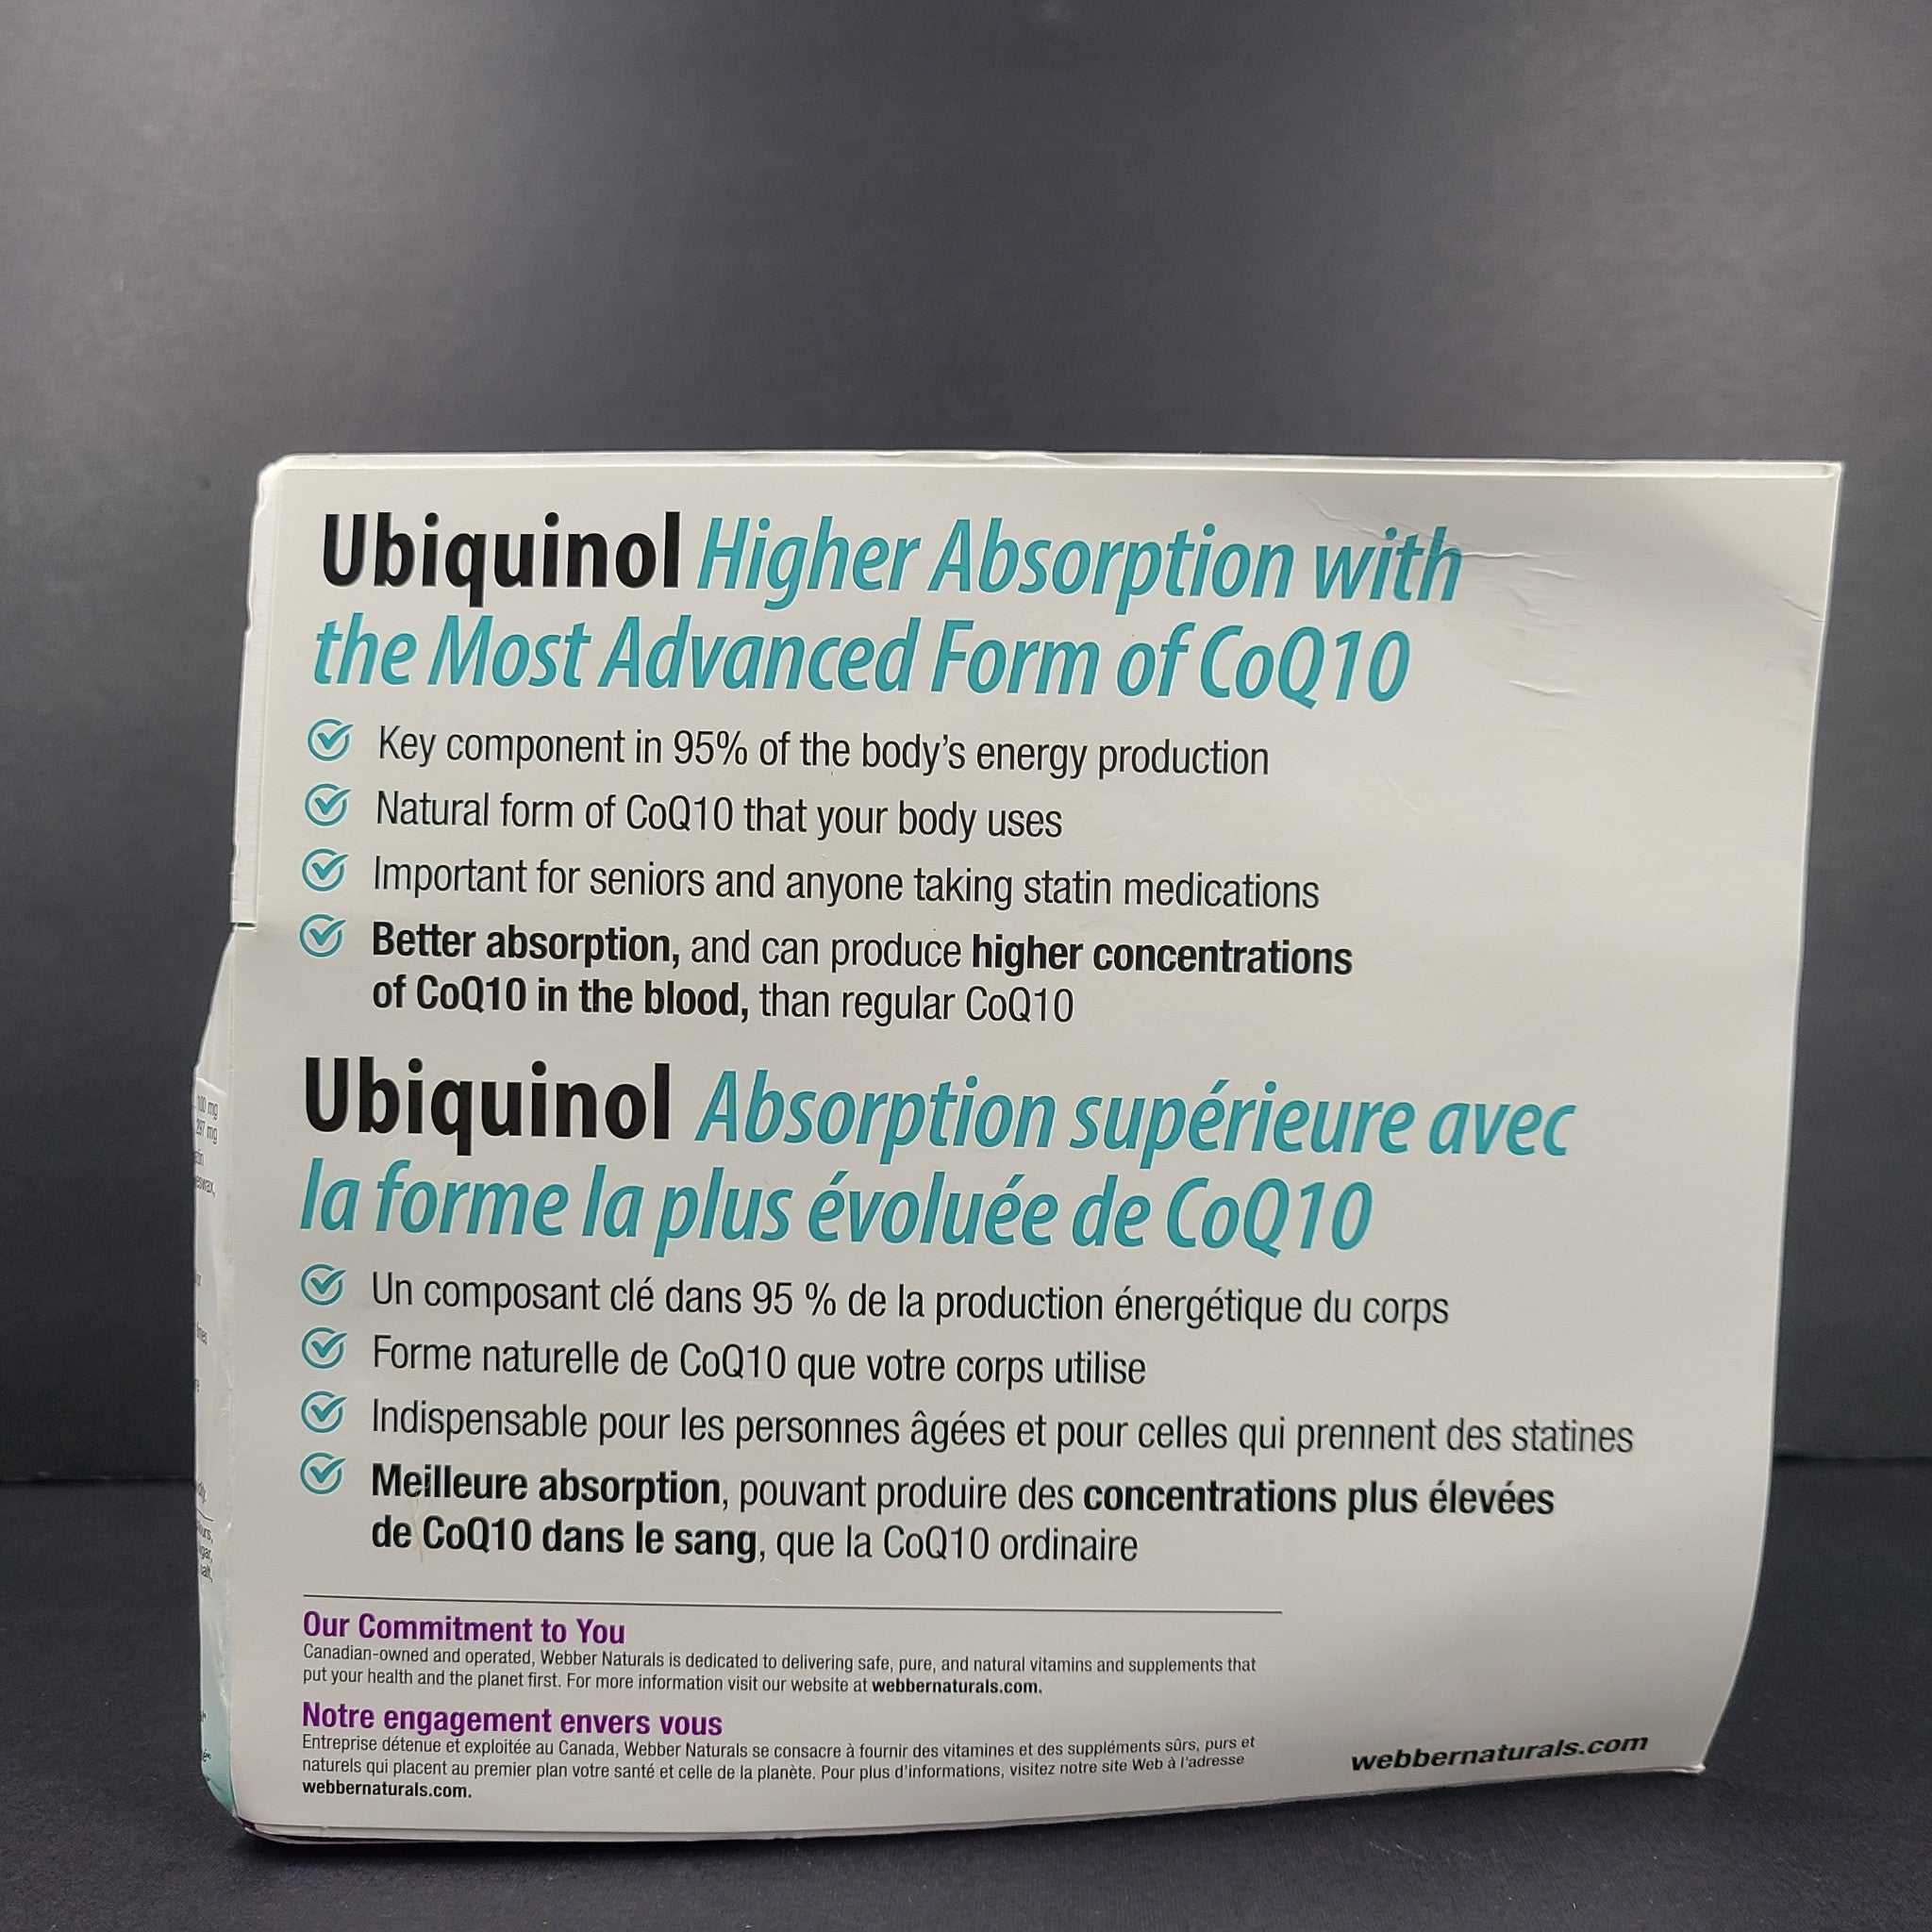 Ubiquinol Higher Absorption with
the Most Advanced Form of CoQ10
Key component in 95% of the body's energy production
Natural form of CoQ10 that your body uses
Important for seniors and anyone taking statin medications
Better absorption, and can produce higher concentrations
of CoQ10 in the blood, than regular CoQ10
Ubiquinol Absorption supérieure avec
la forme la plus évoluée de CoQ10
Un composant clé dans 95 % de la production énergétique du corps
Forme naturelle de CoQ10 que votre corps utilise
Indispensable pour les personnes âgées et pour celles qui prennent des statines
Meilleure absorption, pouvant produire des concentrations plus élevées
de CoQ10 dans le sang, que la CoQ10 ordinaire
Our Commitment to You
Canadian-owned and operated, Webber Naturals is dedicated to delivering safe, pure, and natural vitamins and supplements that
put your health and the planet first. For more information visit our website at webbernaturals.com.
Notre engagement envers vous
Entreprise détenue et exploitée au Canada, Webber Naturals se consacre à fournir des vitamines et des suppléments sûrs, purs et
naturels qui placent au premier plan votre santé et celle de la planète. Pour plus d'informations, visitez notre site Web à l'adresse
webbernaturals.com.
webbernaturals.com
100 mg
297 mg